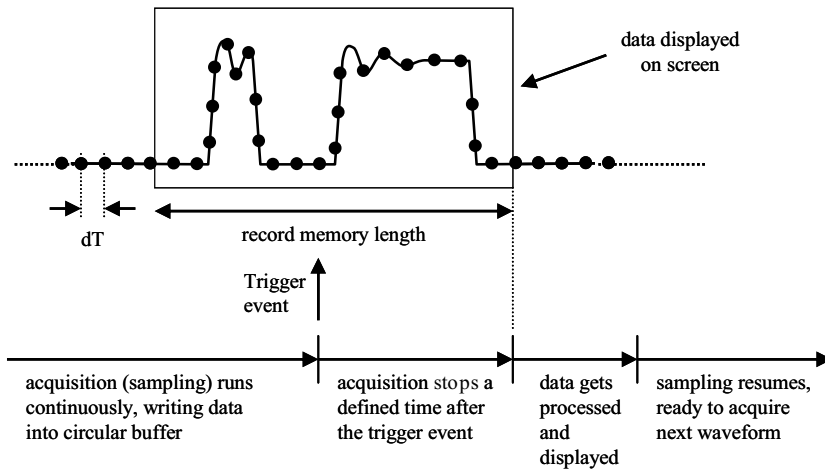 data displayed
on screen
dT
record memory length
Trigger
event
acquisition (sampling) runs
continuously, writing data
into circular buffer
acquisition stops a
defined time after
the trigger event
data gets
processed
and
displayed
sampling resumes,
ready to acquire
next waveform